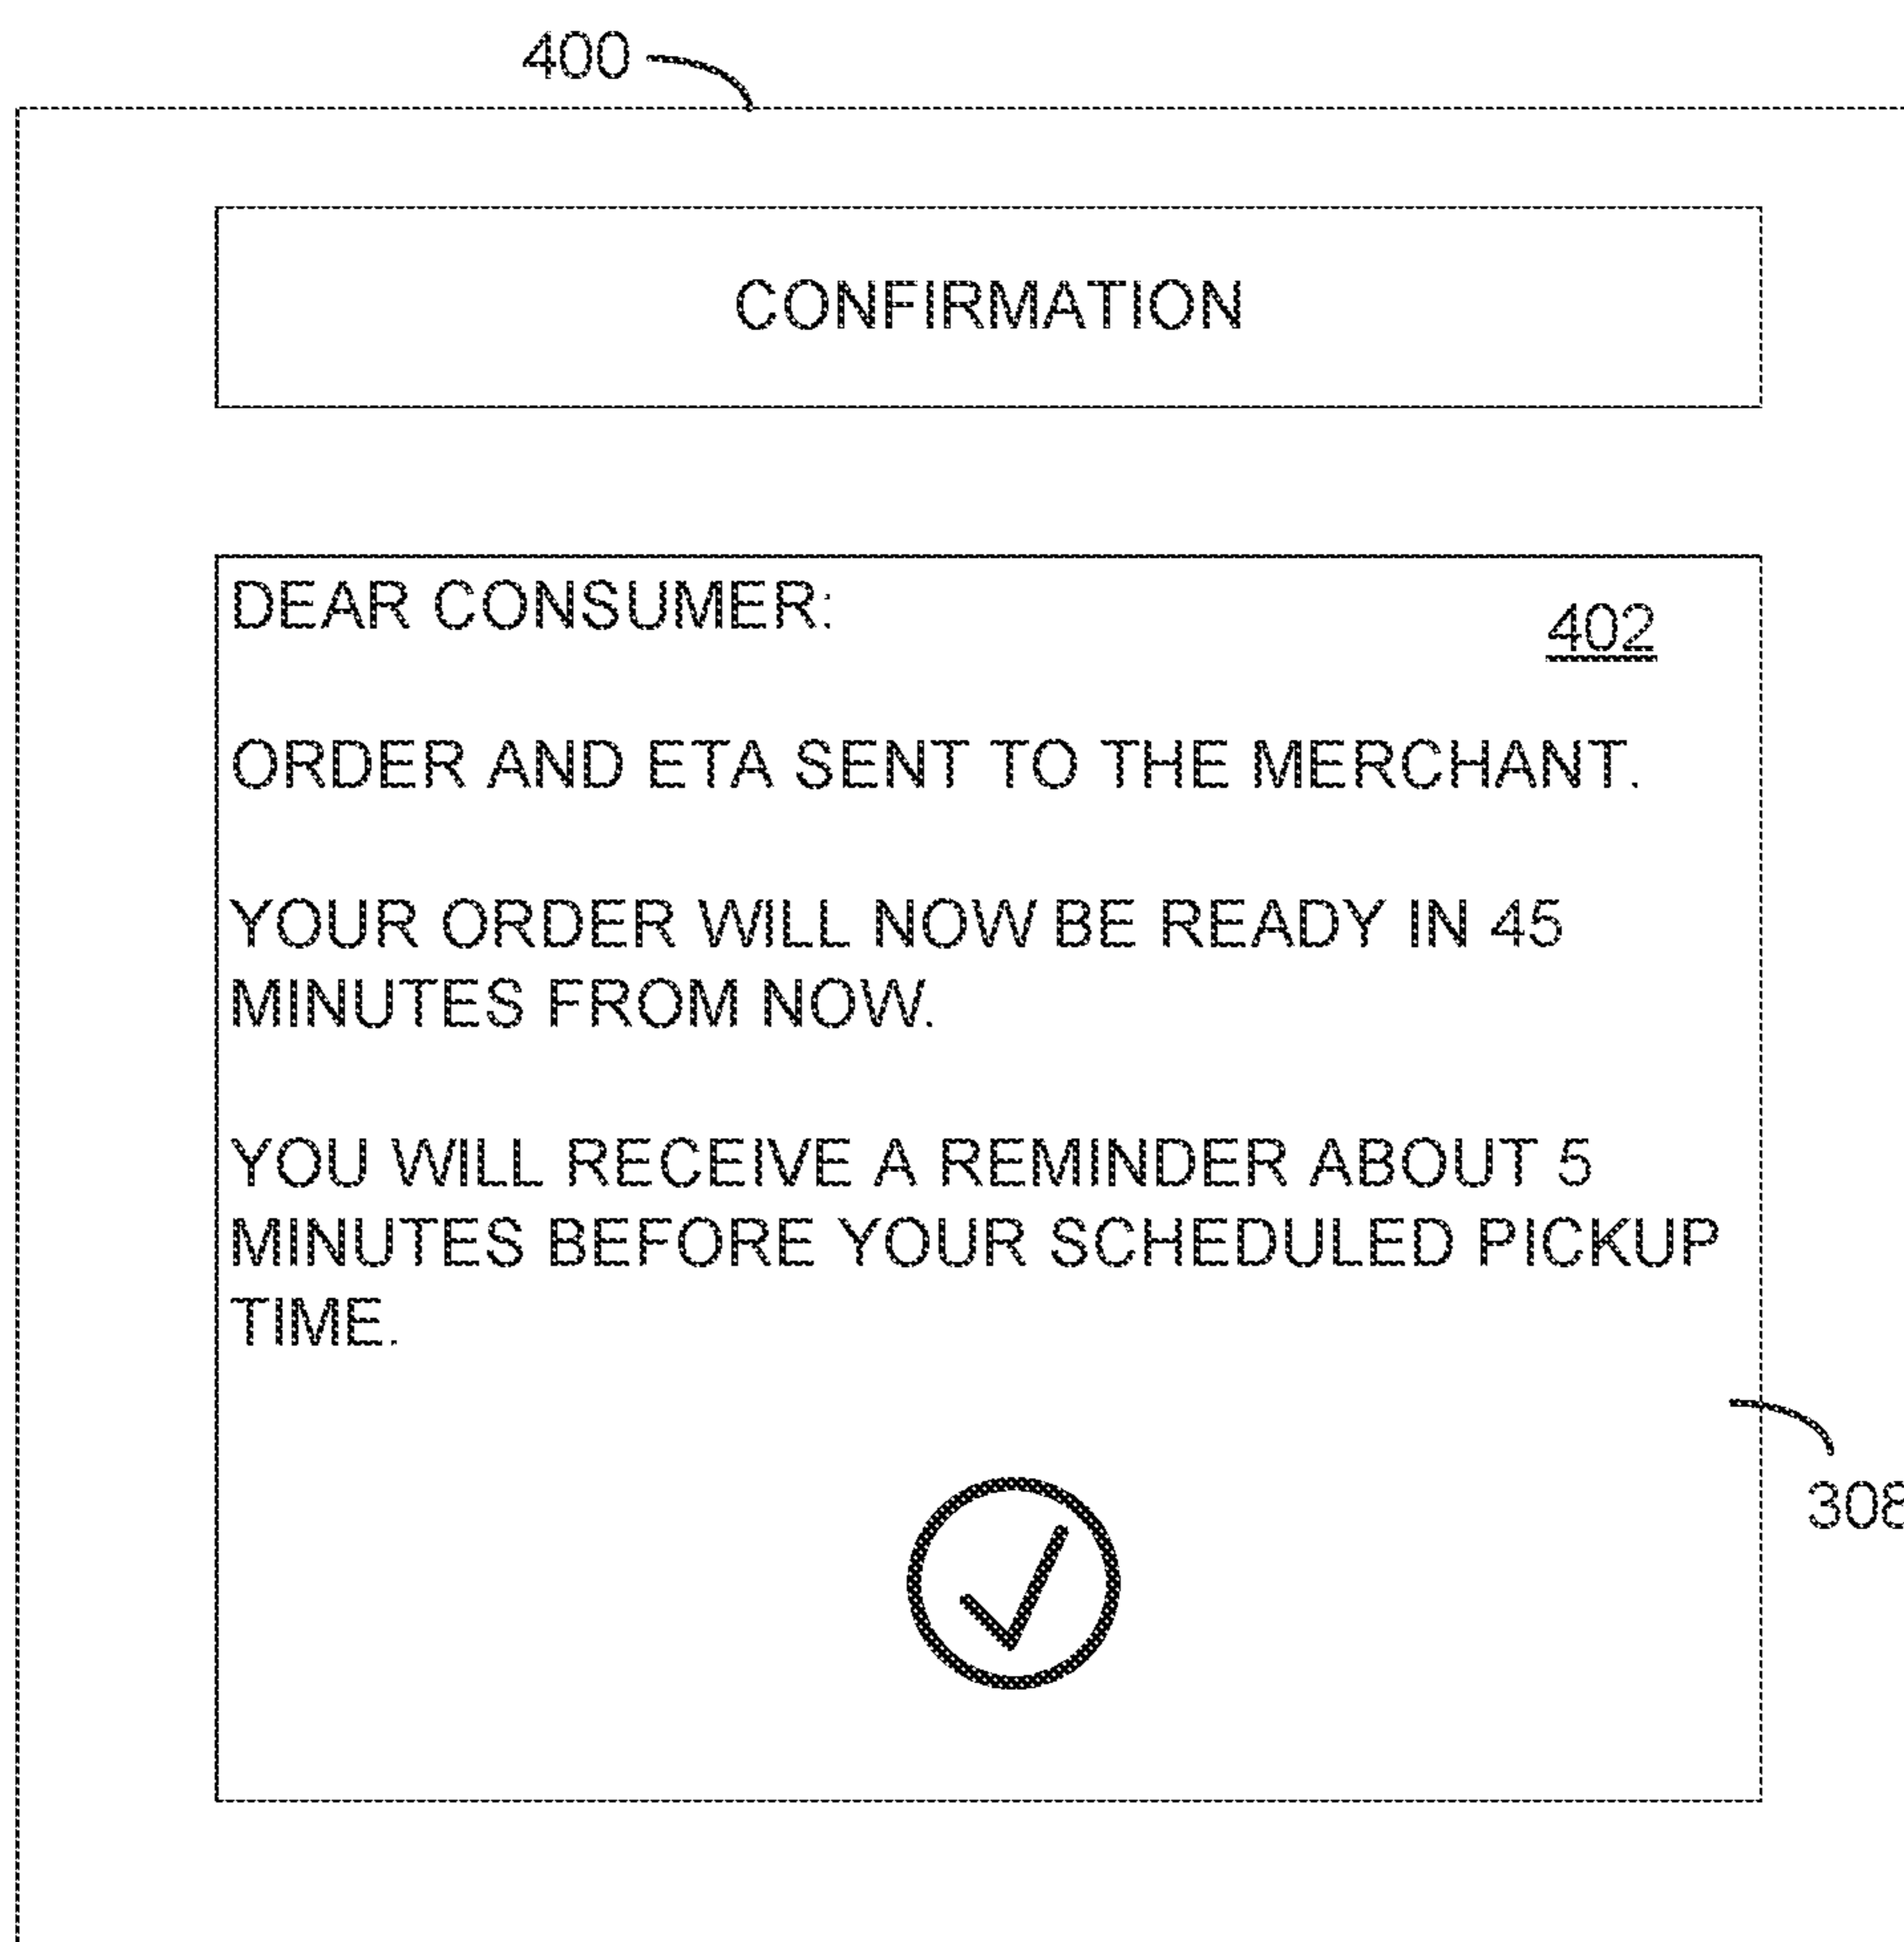 400
CONFIRMATION
DEAR CONSUMER:
402
ORDER AND ETA SENT TO THE MERCHANT.
YOUR ORDER WILL NOW BE READY IN 45
MINUTES FROM NOW.
YOU WILL RECEIVE A REMINDER ABOUT 5
MINUTES BEFORE YOUR SCHEDULED PICKUP
TIME.
308